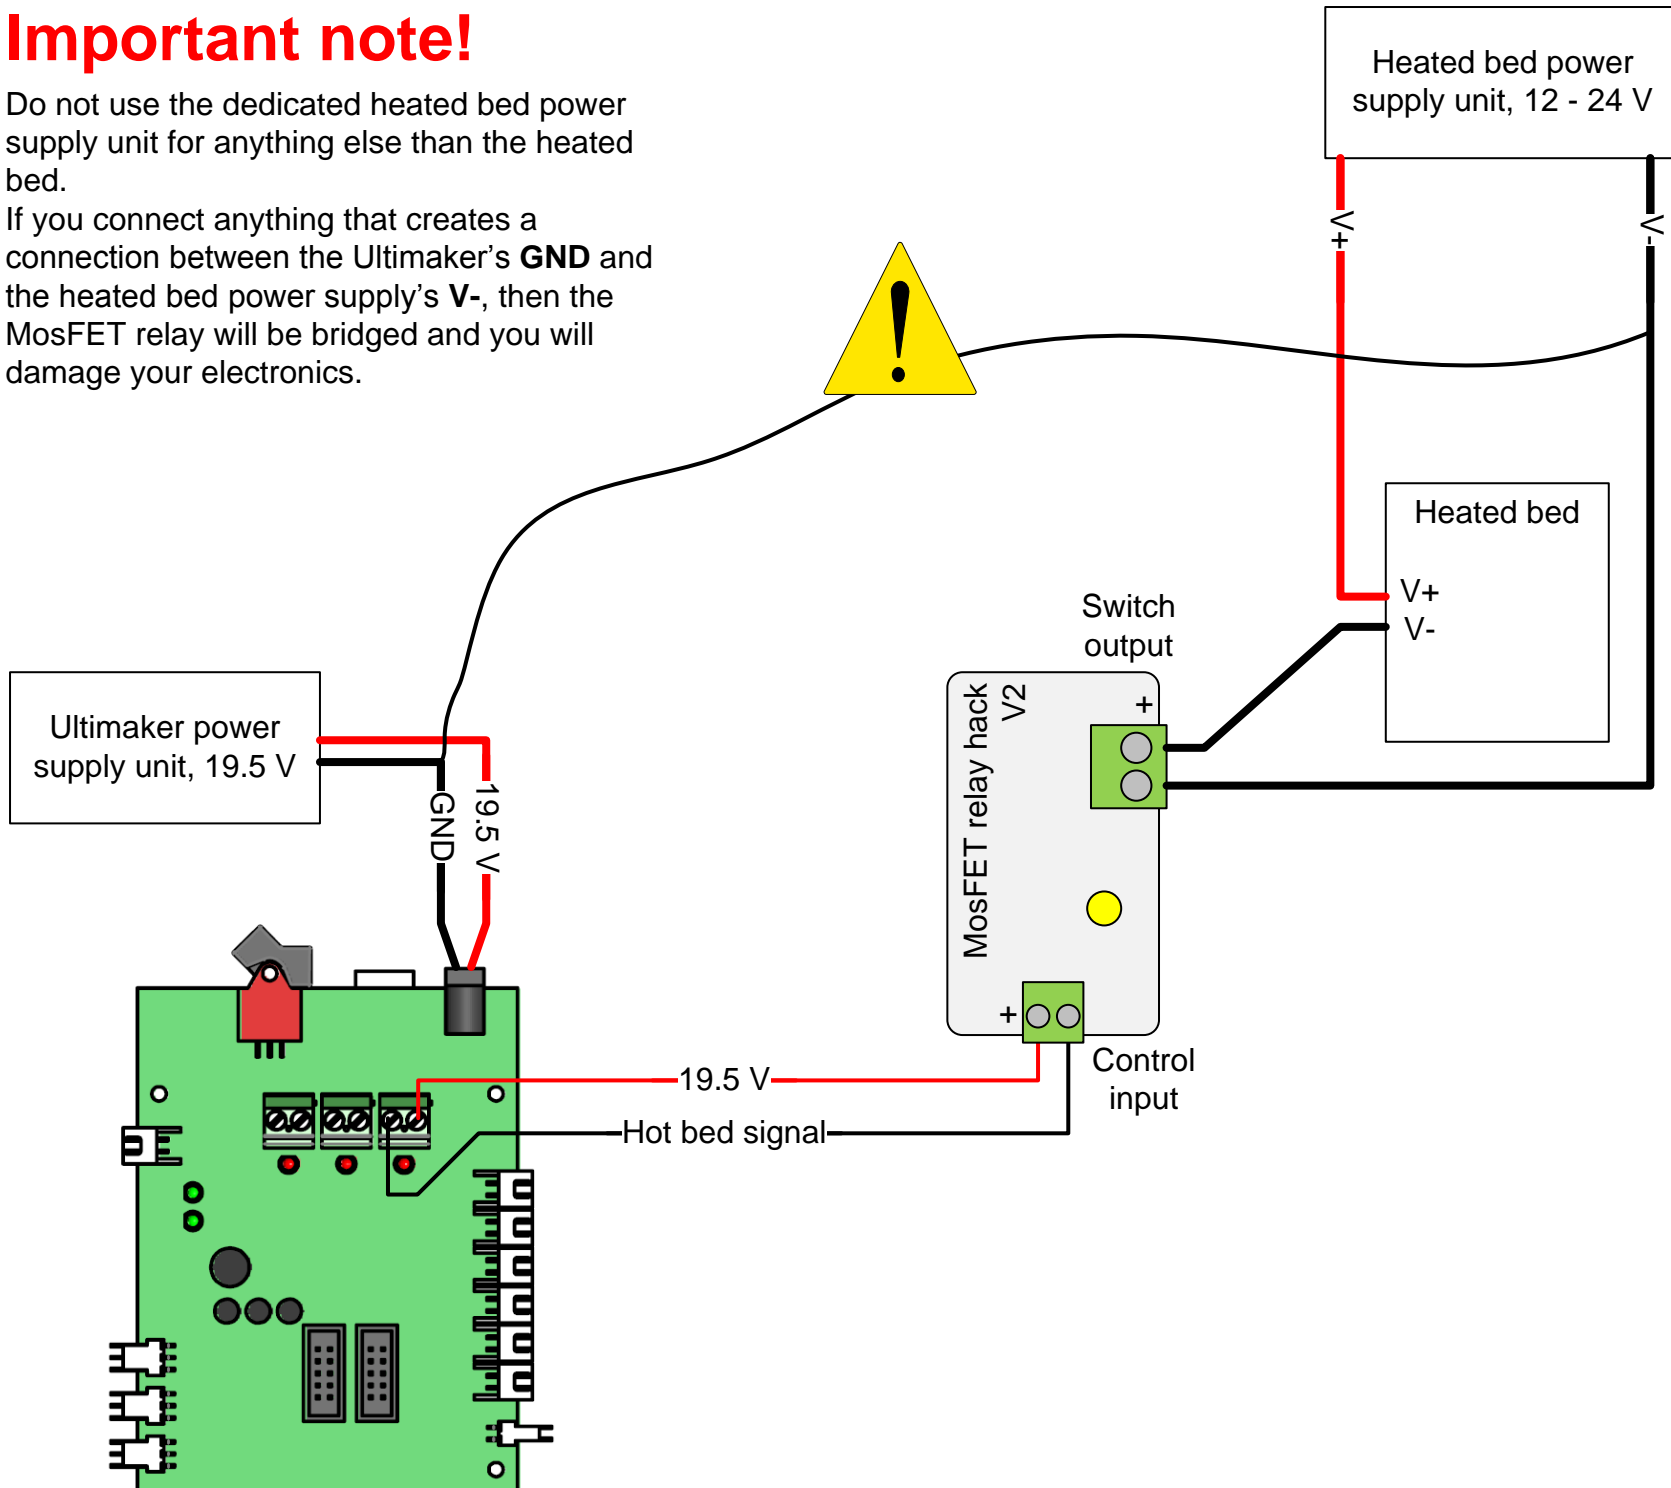 Important note!
Do not use the dedicated heated bed power
supply unit for anything else than the heated
bed.
If you connect anything that creates a
connection between the Ultimaker’s GND and
the heated bed power supply’s V-, then the
MosFET relay will be bridged and you will
damage your electronics.
Heated bed power
supply unit, 12 - 24 V
V+
V-
Heated bed
V+
V-
Switch
output
Ultimaker power
supply unit, 19.5 V
GND
19.5 V
MosFET relay hack
V2
+
+
Control
input
19.5 V
Hot bed signal